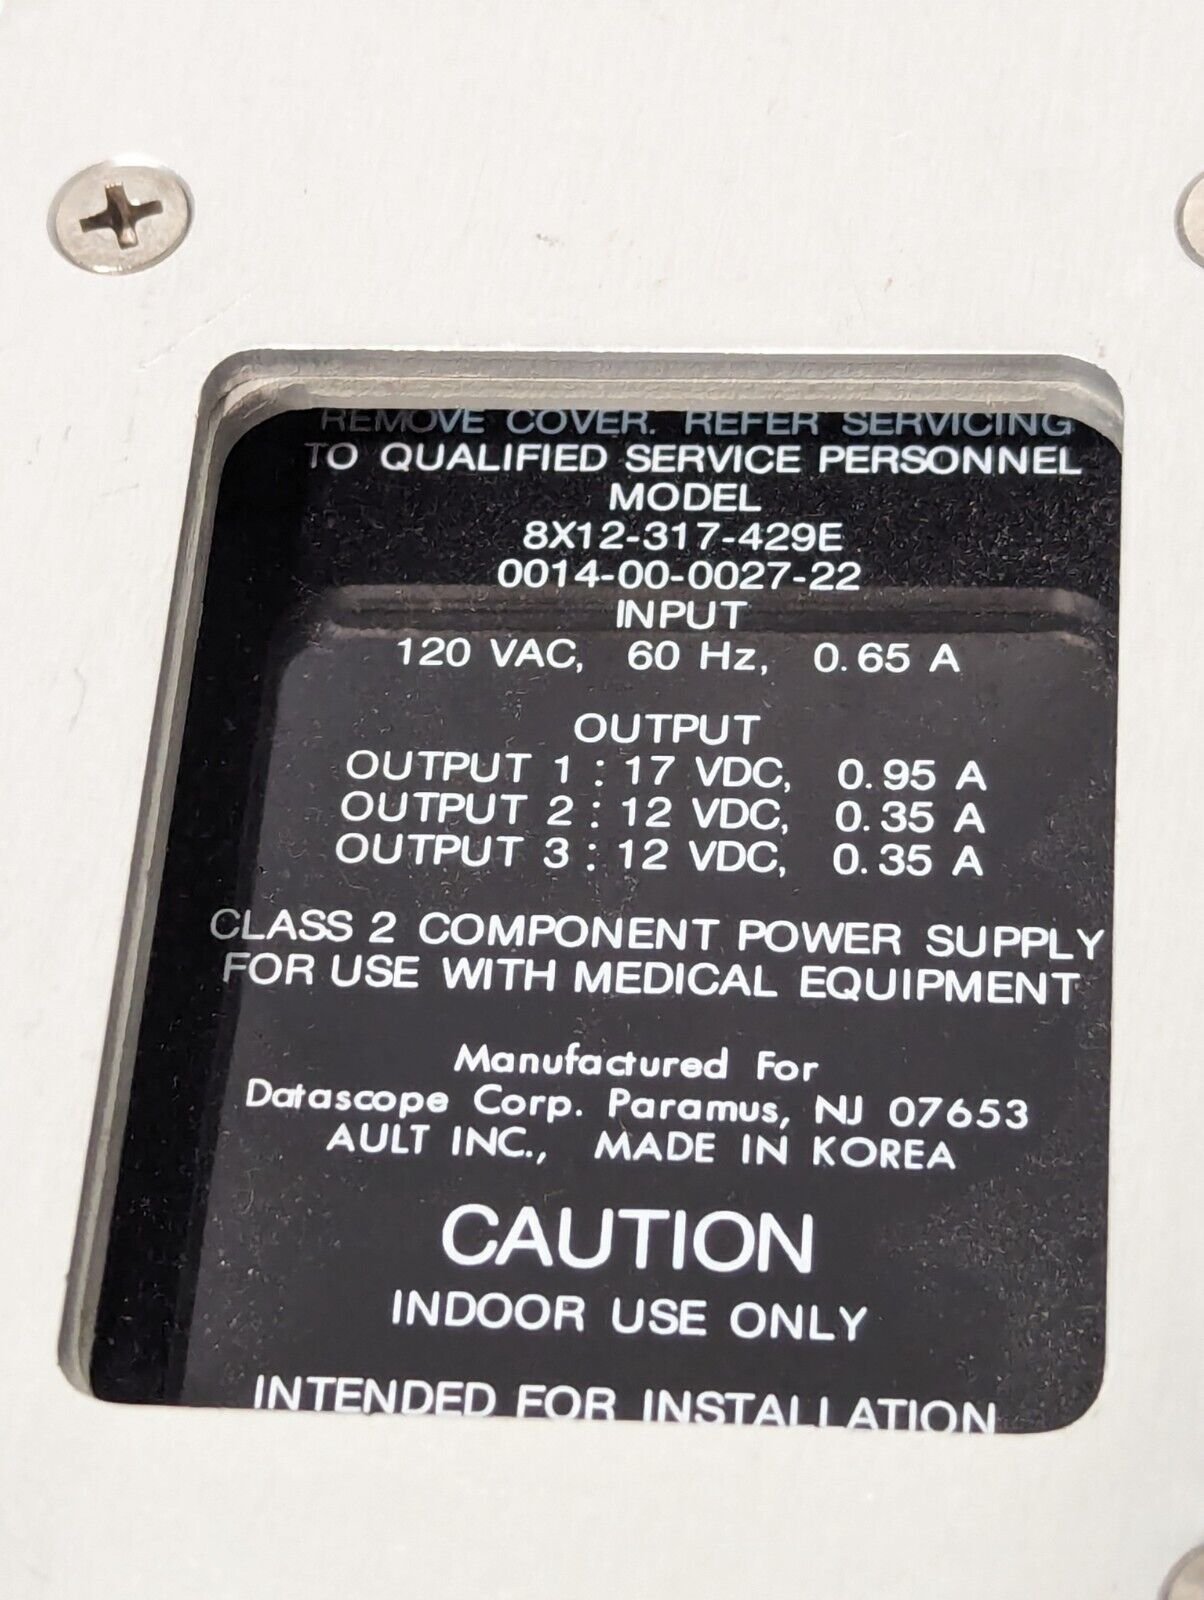 REMOVE COVER. REFER SERVICING
TO QUALIFIED SERVICE PERSONNEL
MODEL
8X12-317-429E
0014-00-0027-22
INPUT
120 VAC, 60 Hz, 0.65 A
OUTPUT
OUTPUT 1 : 17 VDC, 0.95 A
OUTPUT 2 : 12 VDC, 0.35 A
OUTPUT 3 : 12 VDC, 0.35 A
CLASS 2 COMPONENT POWER SUPPLY
FOR USE WITH MEDICAL EQUIPMENT
Manufactured For
Datascope Corp. Paramus, NJ 07653
AULT INC., MADE IN KOREA
CAUTION
INDOOR USE ONLY
INTENDED FOR INSTALLATION